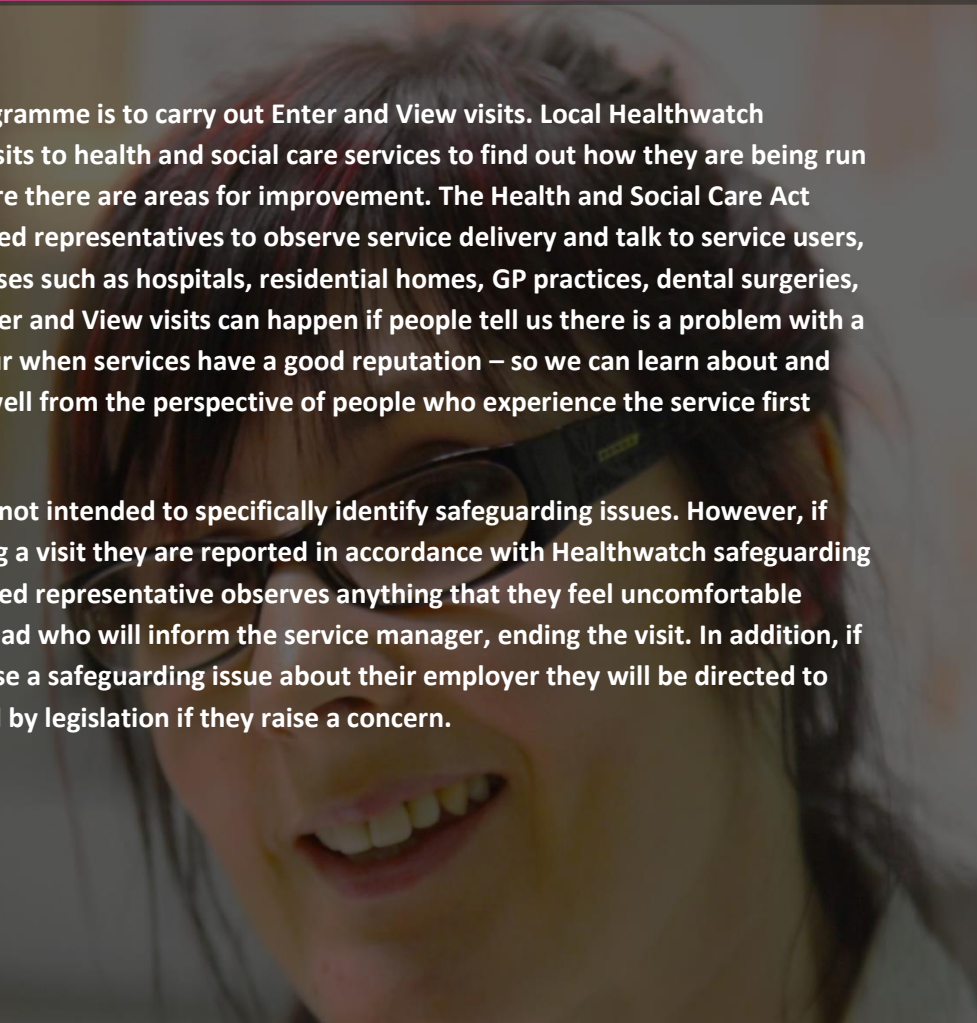 gramme is to carry out Enter and View visits. Local Healthwatch
sits to health and social care services to find out how they are being run
re there are areas for improvement. The Health and Social Care Act
ed representatives to observe service delivery and talk to service users,
ses such as hospitals, residential homes, GP practices, dental surgeries,
er and View visits can happen if people tell us there is a problem with a
ur when services have a good reputation – so we can learn about and
well from the perspective of people who experience the service first
not intended to specifically identify safeguarding issues. However, if
g a visit they are reported in accordance with Healthwatch safeguarding
ed representative observes anything that they feel uncomfortable
ad who will inform the service manager, ending the visit. In addition, if
se a safeguarding issue about their employer they will be directed to
by legislation if they raise a concern.